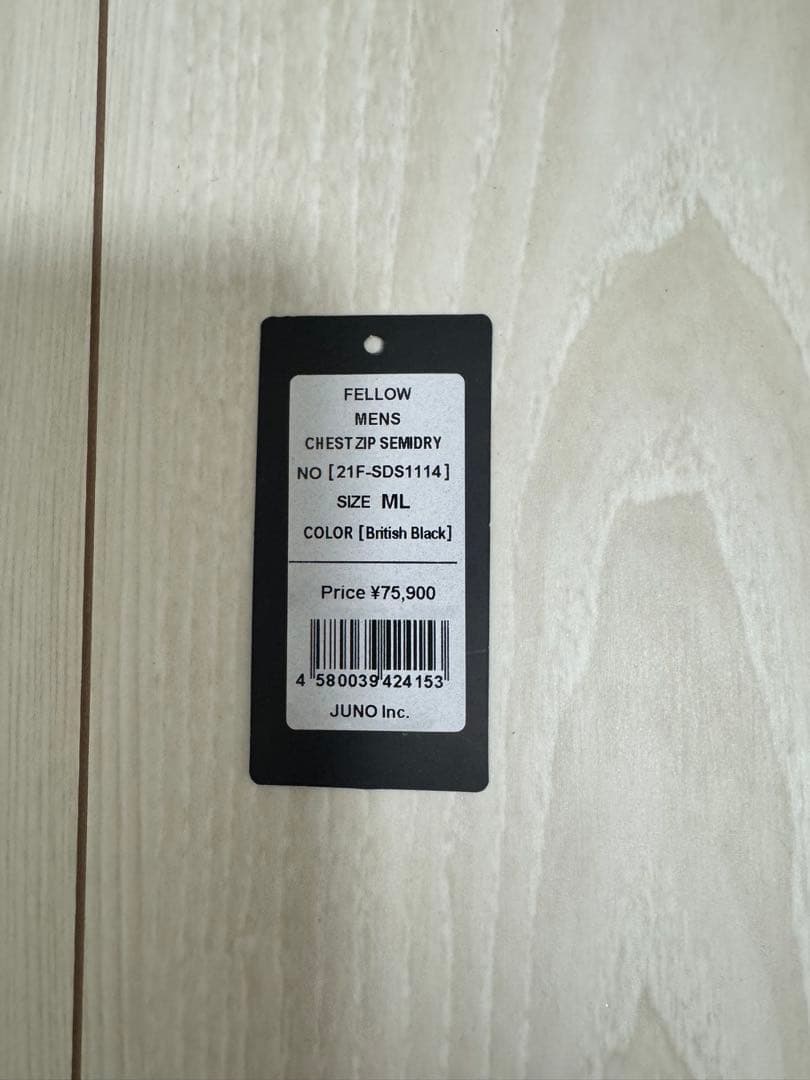 FELLOW
MENS
CHEST ZIP SEMIDRY
NO [21F-SDS1114]
SIZE ML
COLOR [British Black]
Price ¥75,900
4 580039 424153
JUNO Inc.